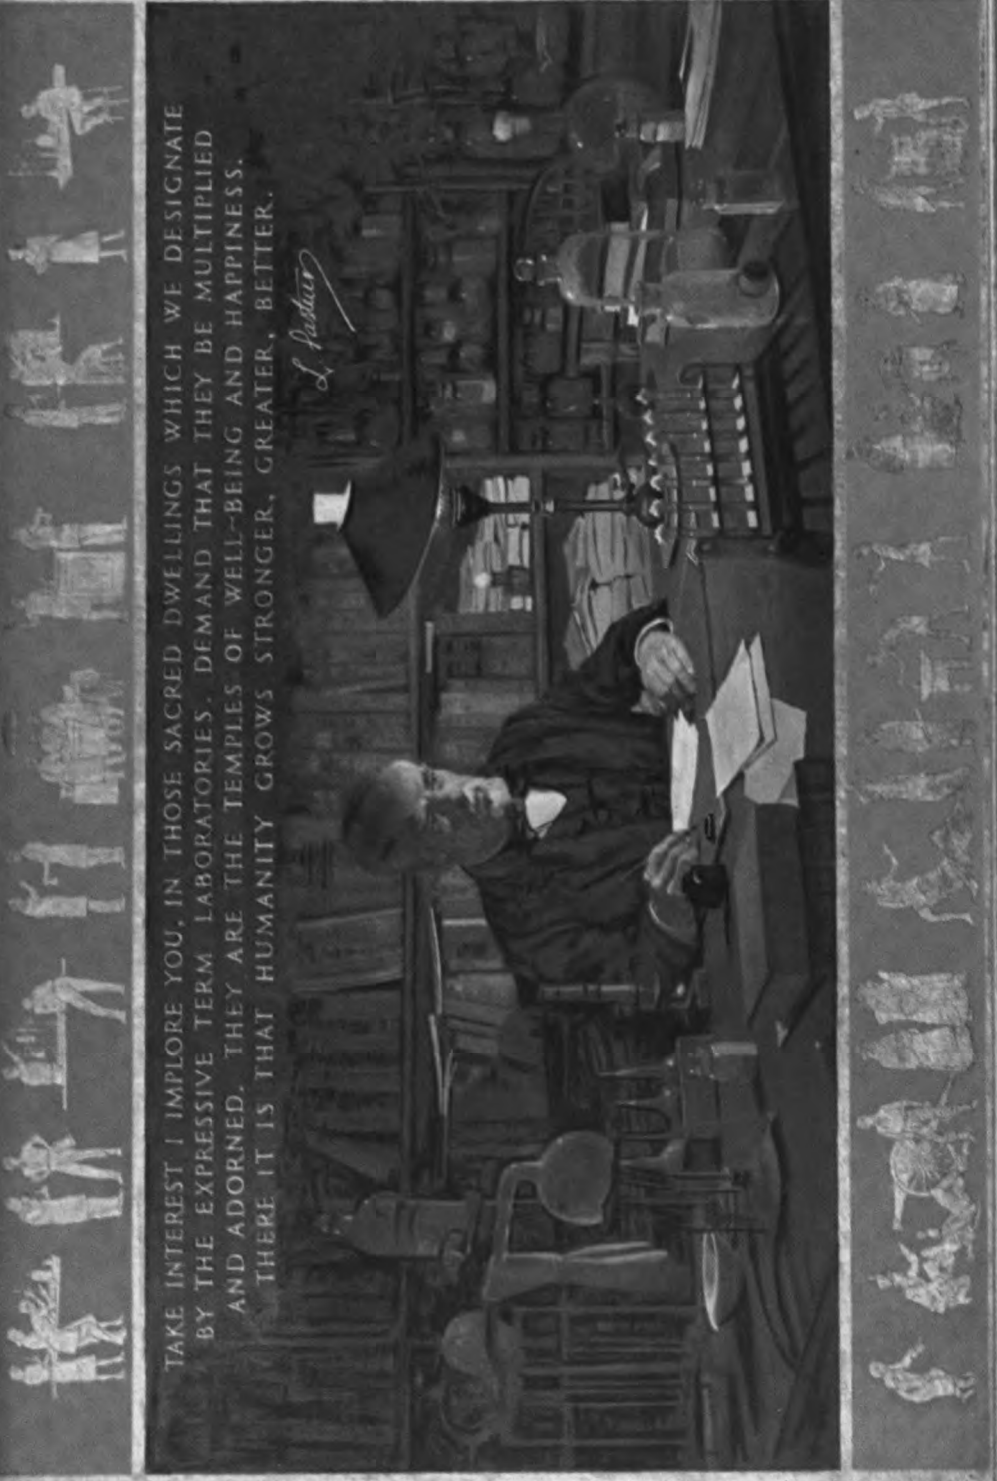 TAKE INTEREST I IMPLORE YOU, IN THOSE SACRED DWELLINGS WHICH WE DESIGNATE
BY THE EXPRESSIVE TERM LABORATORIES. DEMAND THAT THEY BE MULTIPLIED
AND ADORNED. THEY ARE THE TEMPLES OF WELL-BEING AND HAPPINESS.
THERE IT IS THAT HUMANITY GROWS STRONGER, GREATER, BETTER.
L. Pasteur